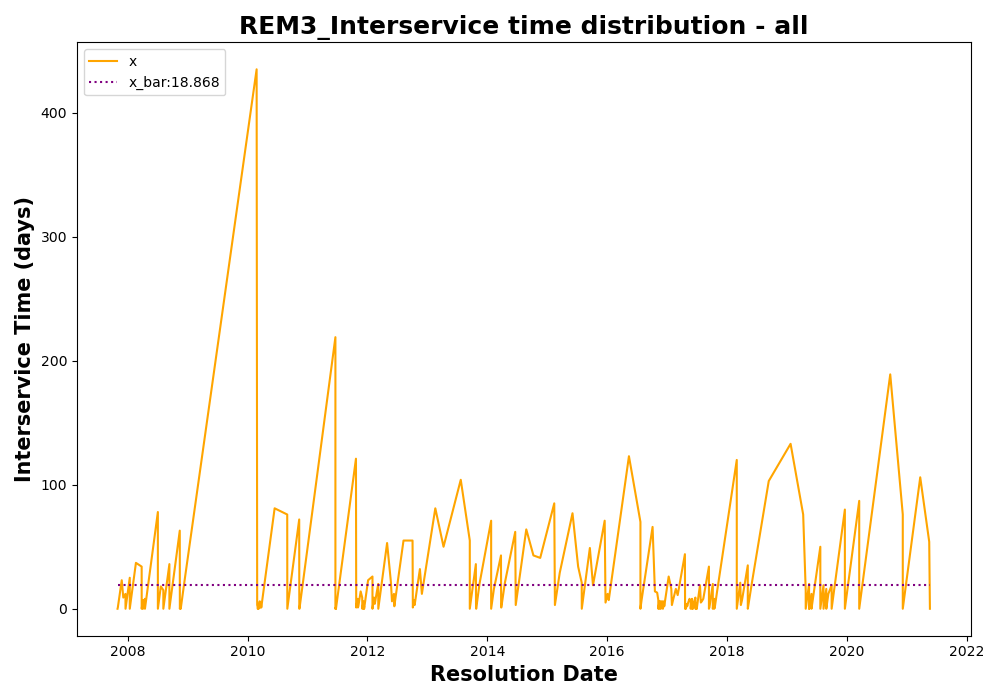 REM3_Interservice time distribution - all
x
x_bar:18.868
Interservice Time (days)
400
300
200
100
0
2008 2010 2012 2014 2016 2018 2020 2022
Resolution Date